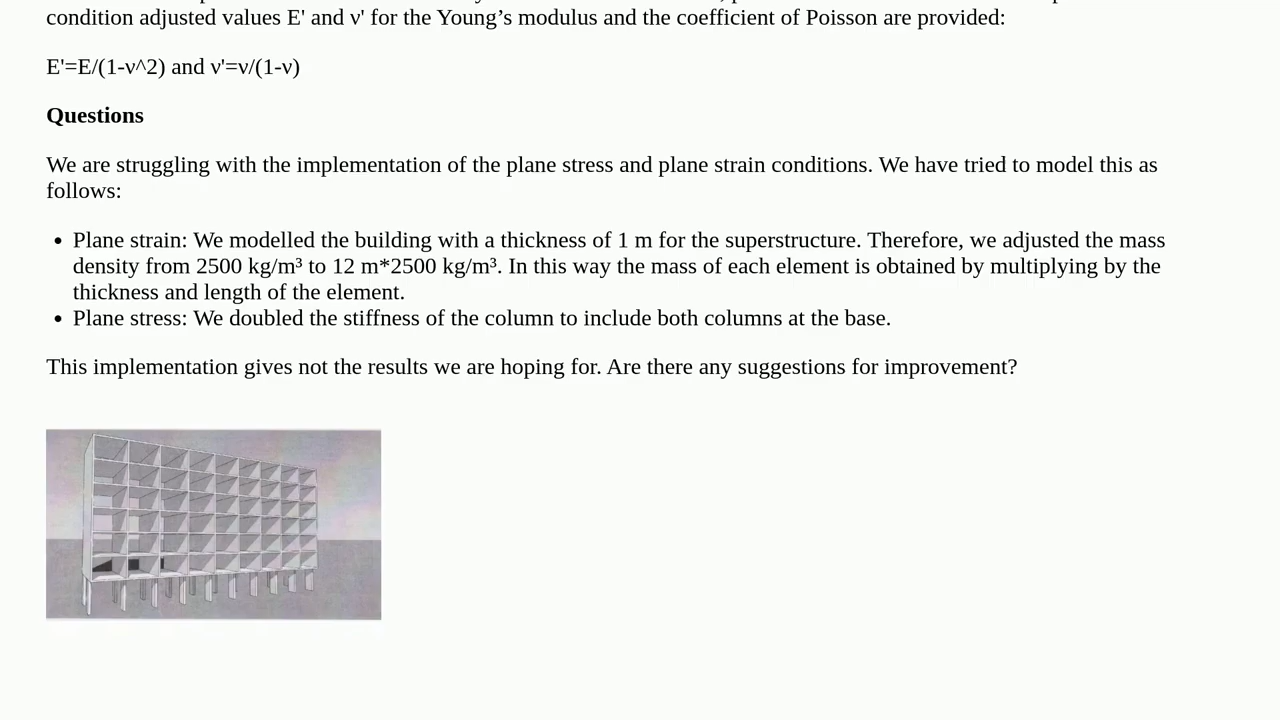 condition adjusted values E' and ν' for the Young’s modulus and the coefficient of Poisson are provided:
E'=E/(1-ν^2) and ν'=ν/(1-ν)
Questions
We are struggling with the implementation of the plane stress and plane strain conditions. We have tried to model this as
follows:
• Plane strain: We modelled the building with a thickness of 1 m for the superstructure. Therefore, we adjusted the mass
density from 2500 kg/m³ to 12 m*2500 kg/m³. In this way the mass of each element is obtained by multiplying by the
thickness and length of the element.
• Plane stress: We doubled the stiffness of the column to include both columns at the base.
This implementation gives not the results we are hoping for. Are there any suggestions for improvement?